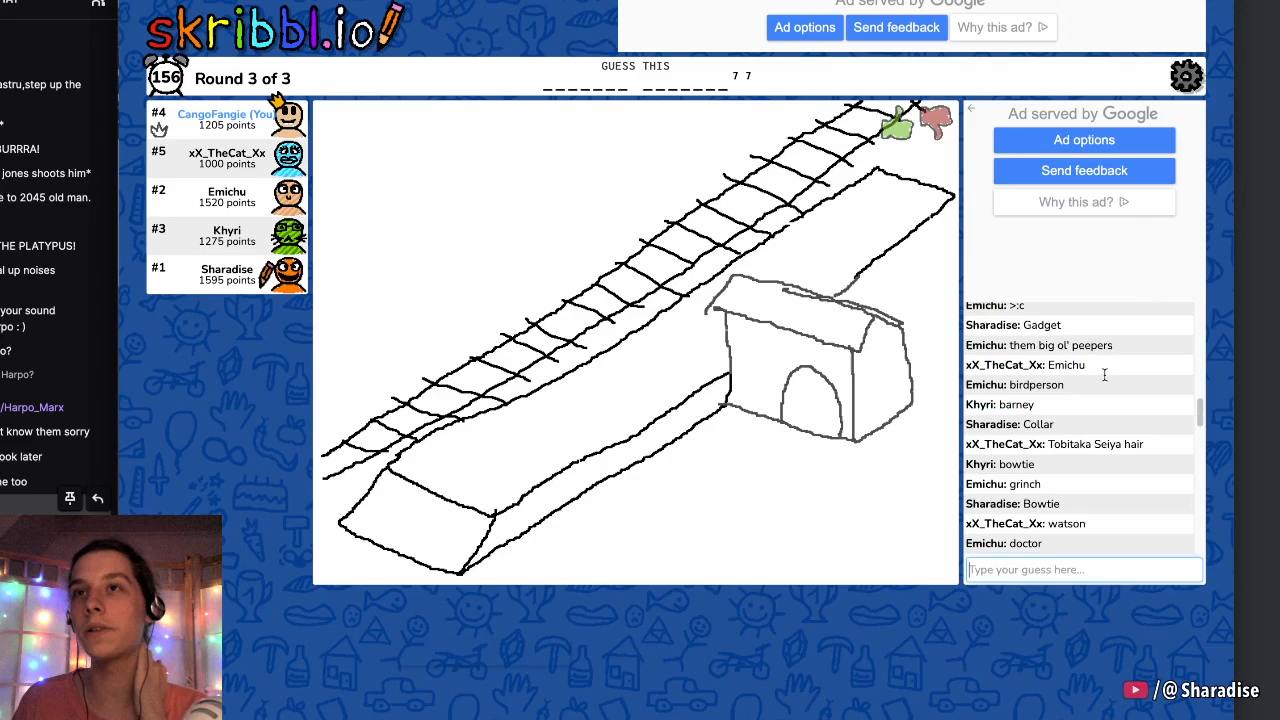 Ad served by Google
skribbl.io
Ad options
Send feedback
Why this ad?
156
Round 3 of 3
GUESS THIS
_______ _______ 7 7
#4
CangoFangie (You)
1205 points
#5
xX_TheCat_Xx
1000 points
#2
Emichu
1520 points
#3
Khyri
1275 points
#1
Sharadise
1595 points
Ad served by Google
Ad options
Send feedback
Why this ad?
Emichu: >:c
Sharadise: Gadget
Emichu: them big ol' peepers
xX_TheCat_Xx: Emichu
Emichu: birdperson
Khyri: barney
Sharadise: Collar
xX_TheCat_Xx: Tobitaka Seiya hair
Khyri: bowtie
Emichu: grinch
Sharadise: Bowtie
xX_TheCat_Xx: watson
Emichu: doctor
Type your guess here...
astru,step up the
*
BURRRA!
jonse shoots him*
e to 2045 old man.
THE PLATYPUS!
al up noises
your sound
rpo : )
o?
Harpo?
/Harpo_Marx
t know them sorry
ook later
me too
/@Sharadise